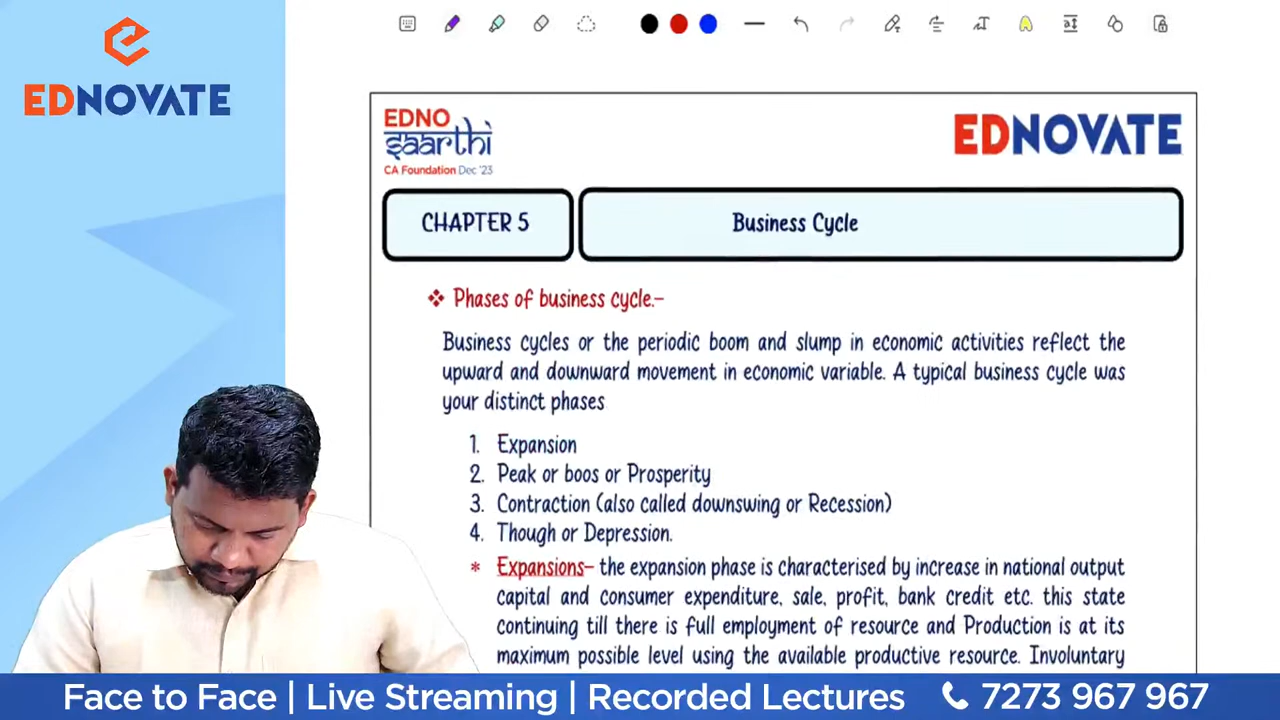 EDNOVATE
EDNO
saarthi
CA Foundation Dec '23
EDNOVATE
CHAPTER 5
Business Cycle
❖ Phases of business cycle.–
Business cycles or the periodic boom and slump in economic activities reflect the
upward and downward movement in economic variable. A typical business cycle was
your distinct phases
1. Expansion
2. Peak or boos or Prosperity
3. Contraction (also called downswing or Recession)
4. Though or Depression.
* Expansions– the expansion phase is characterised by increase in national output
capital and consumer expenditure, sale, profit, bank credit etc. this state
continuing till there is full employment of resource and Production is at its
maximum possible level using the available productive resource. Involuntary
Face to Face | Live Streaming | Recorded Lectures 7273 967 967